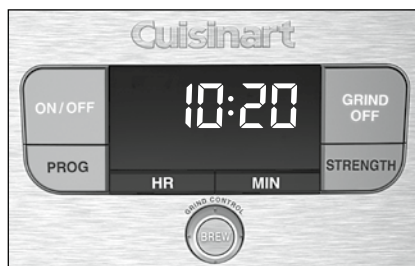 Cuisinart
ON/OFF
10:20
GRIND
OFF
PROG
HR
MIN
STRENGTH
GRIND CONTROL
BREW